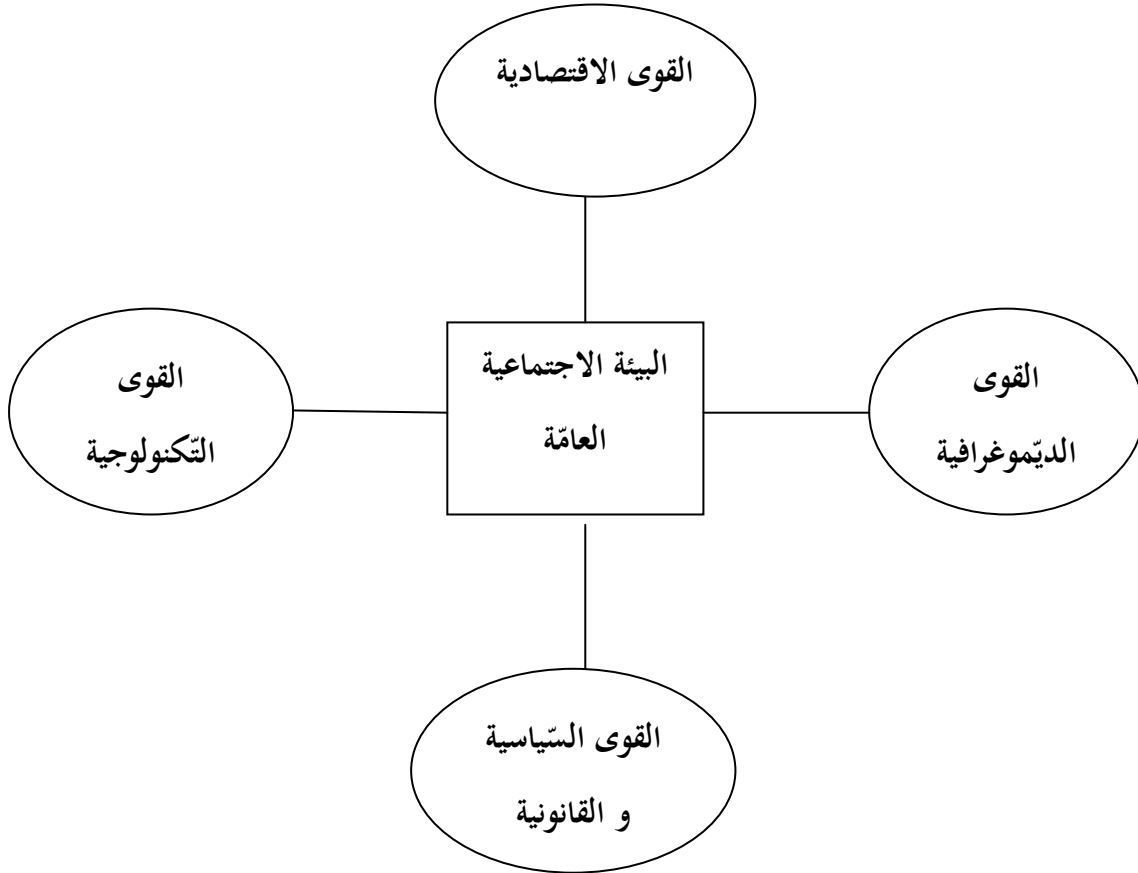 القوى الاقتصادية
البيئة الاجتماعية
العامّة
القوى
الديّموغرافية
القوى
التّكنولوجية
القوى السّياسية
و القانونية